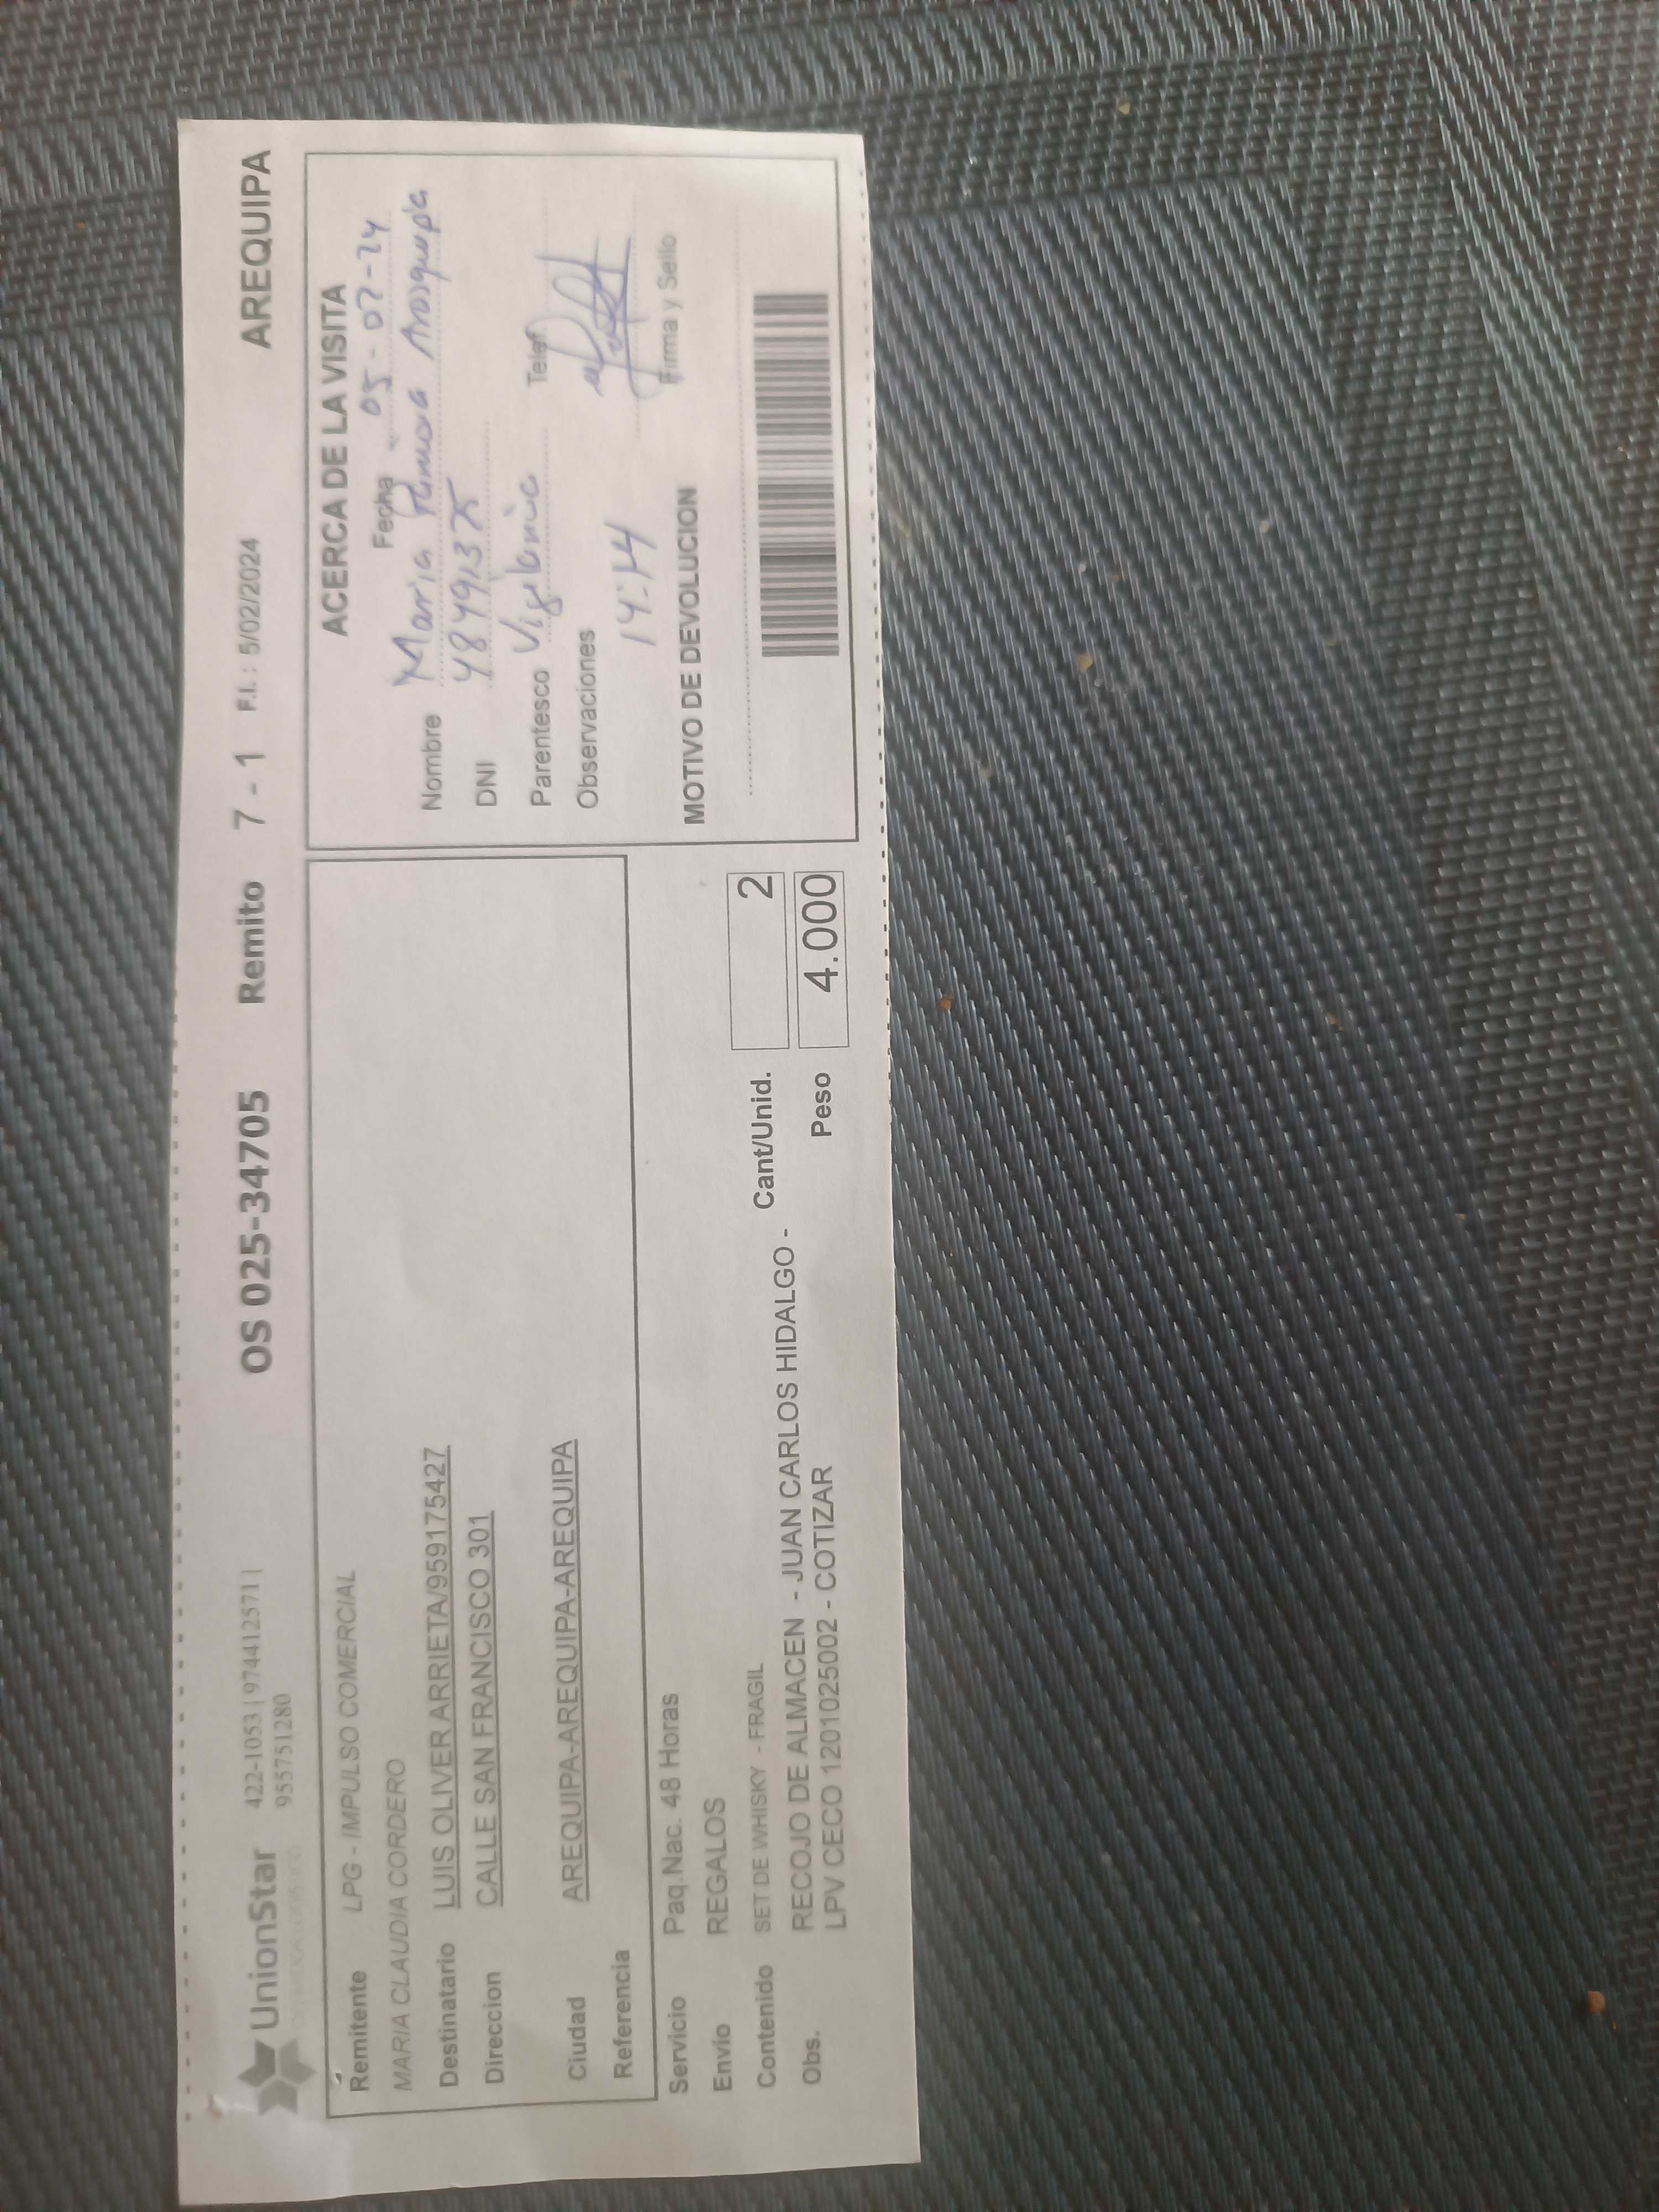 UnionStar
422-1053 | 974412571 |
955751280
OS 025-34705 Remito 7 - 1 F.I.: 5/02/2024 AREQUIPA
Remitente LPG - IMPULSO COMERCIAL
MARIA CLAUDIA CORDERO
Destinatario LUIS OLIVER ARRIETA/959175427
Direccion CALLE SAN FRANCISCO 301
Ciudad AREQUIPA-AREQUIPA-AREQUIPA
Referencia
Servicio Paq.Nac. 48 Horas
Envío REGALOS
Contenido SET DE WHISKY - FRAGIL
Obs. RECOJO DE ALMACEN - JUAN CARLOS HIDALGO -
LPV CECO 1201025002 - COTIZAR
Cant/Unid. 2
Peso 4.000
ACERCA DE LA VISITA
Fecha 05-02-24
Nombre Maria
DNI
Parentesco Vigilancia Telef
Observaciones
14:14
Firma y Sello
MOTIVO DE DEVOLUCION